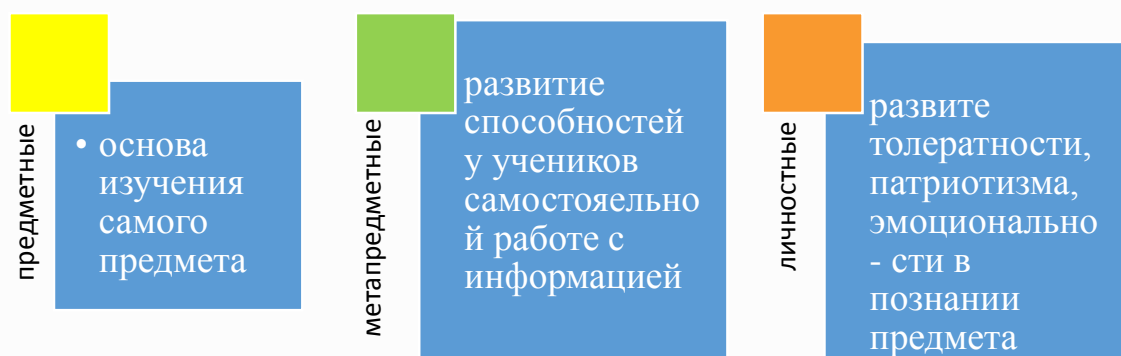 предметные
• основа
изучения
самого
предмета
метапредметные
развитие
способностей
у учеников
самостояельно
й работе с
информацией
личностные
развите
толератности,
патриотизма,
эмоционально
- сти в
познании
предмета